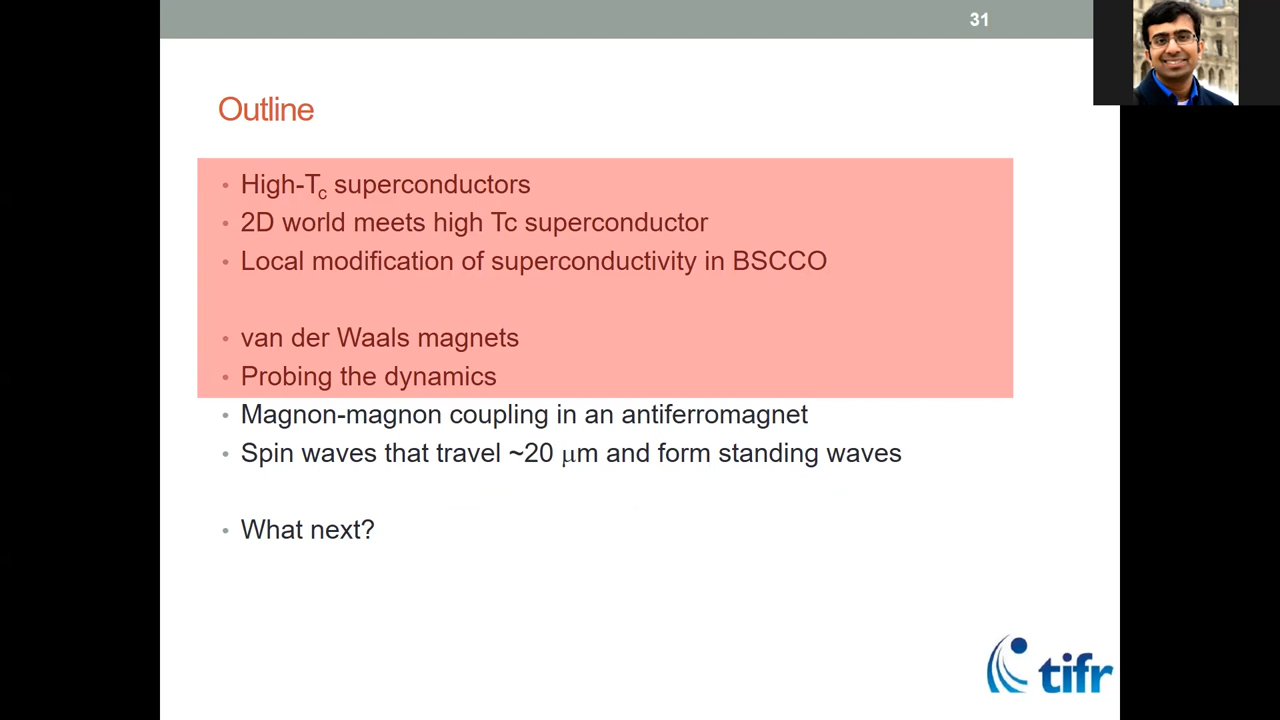 31
Outline
• High-Tc superconductors
• 2D world meets high Tc superconductor
• Local modification of superconductivity in BSCCO
• van der Waals magnets
• Probing the dynamics
• Magnon-magnon coupling in an antiferromagnet
• Spin waves that travel ~20 μm and form standing waves
• What next?
tifr